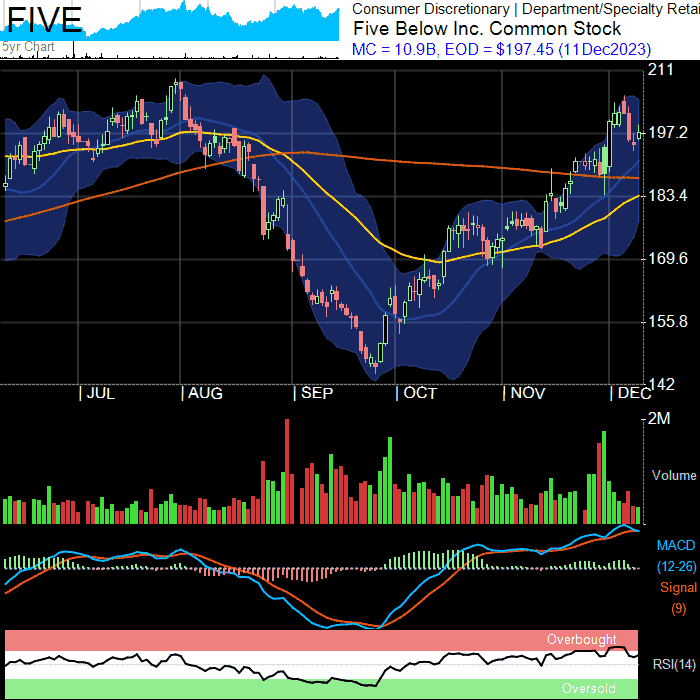 FIVE
5yr Chart
Consumer Discretionary | Department/Specialty Retai
Five Below Inc. Common Stock
MC = 10.9B, EOD = $197.45 (11Dec2023)
211
197.2
183.4
169.6
155.8
142
JUL AUG SEP OCT NOV DEC
2M
Volume
MACD
(12-26)
Signal
(9)
Overbought
RSI(14)
Oversold